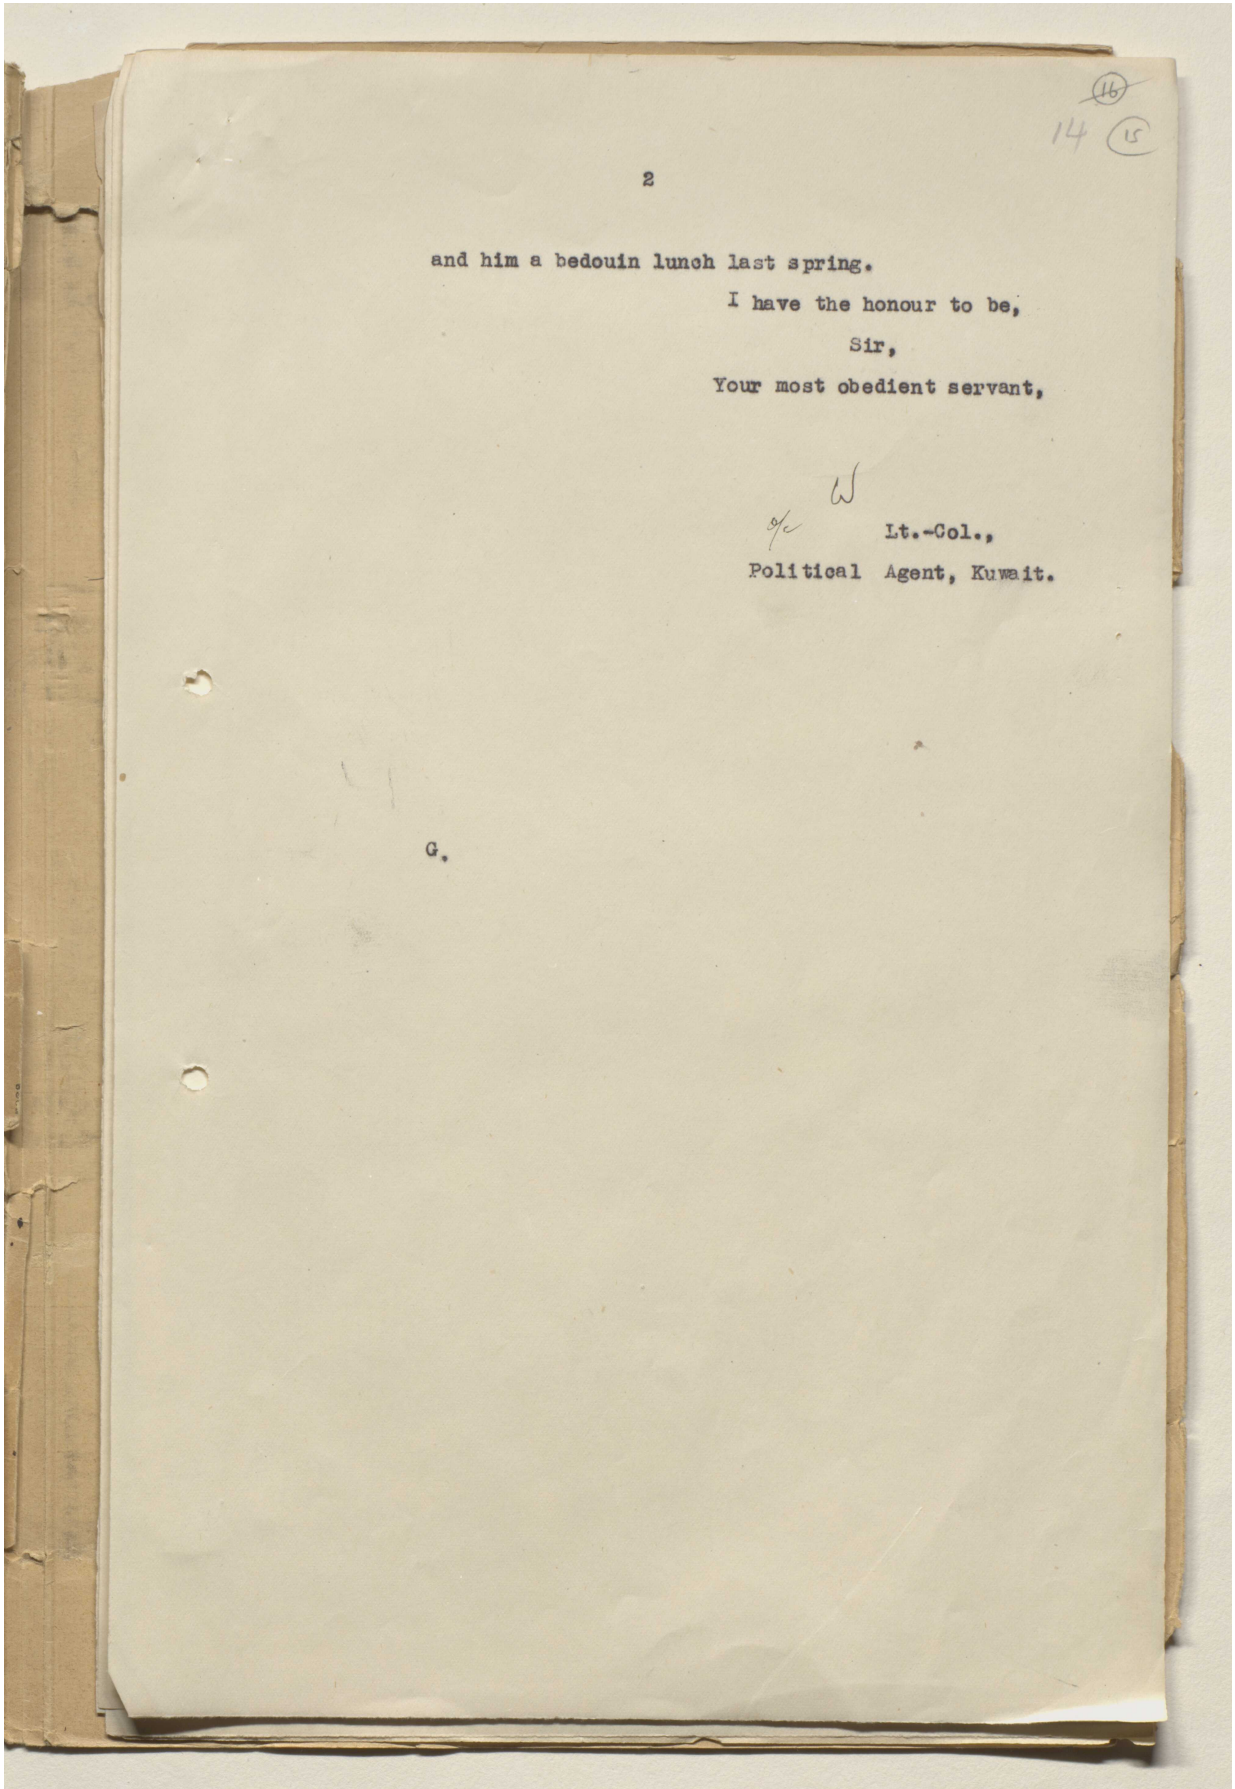 16
14 15
2
and him a bedouin lunch last spring.
I have the honour to be,
Sir,
Your most obedient servant,
W
o/c Lt.-Col.,
Political Agent, Kuwait.
G.